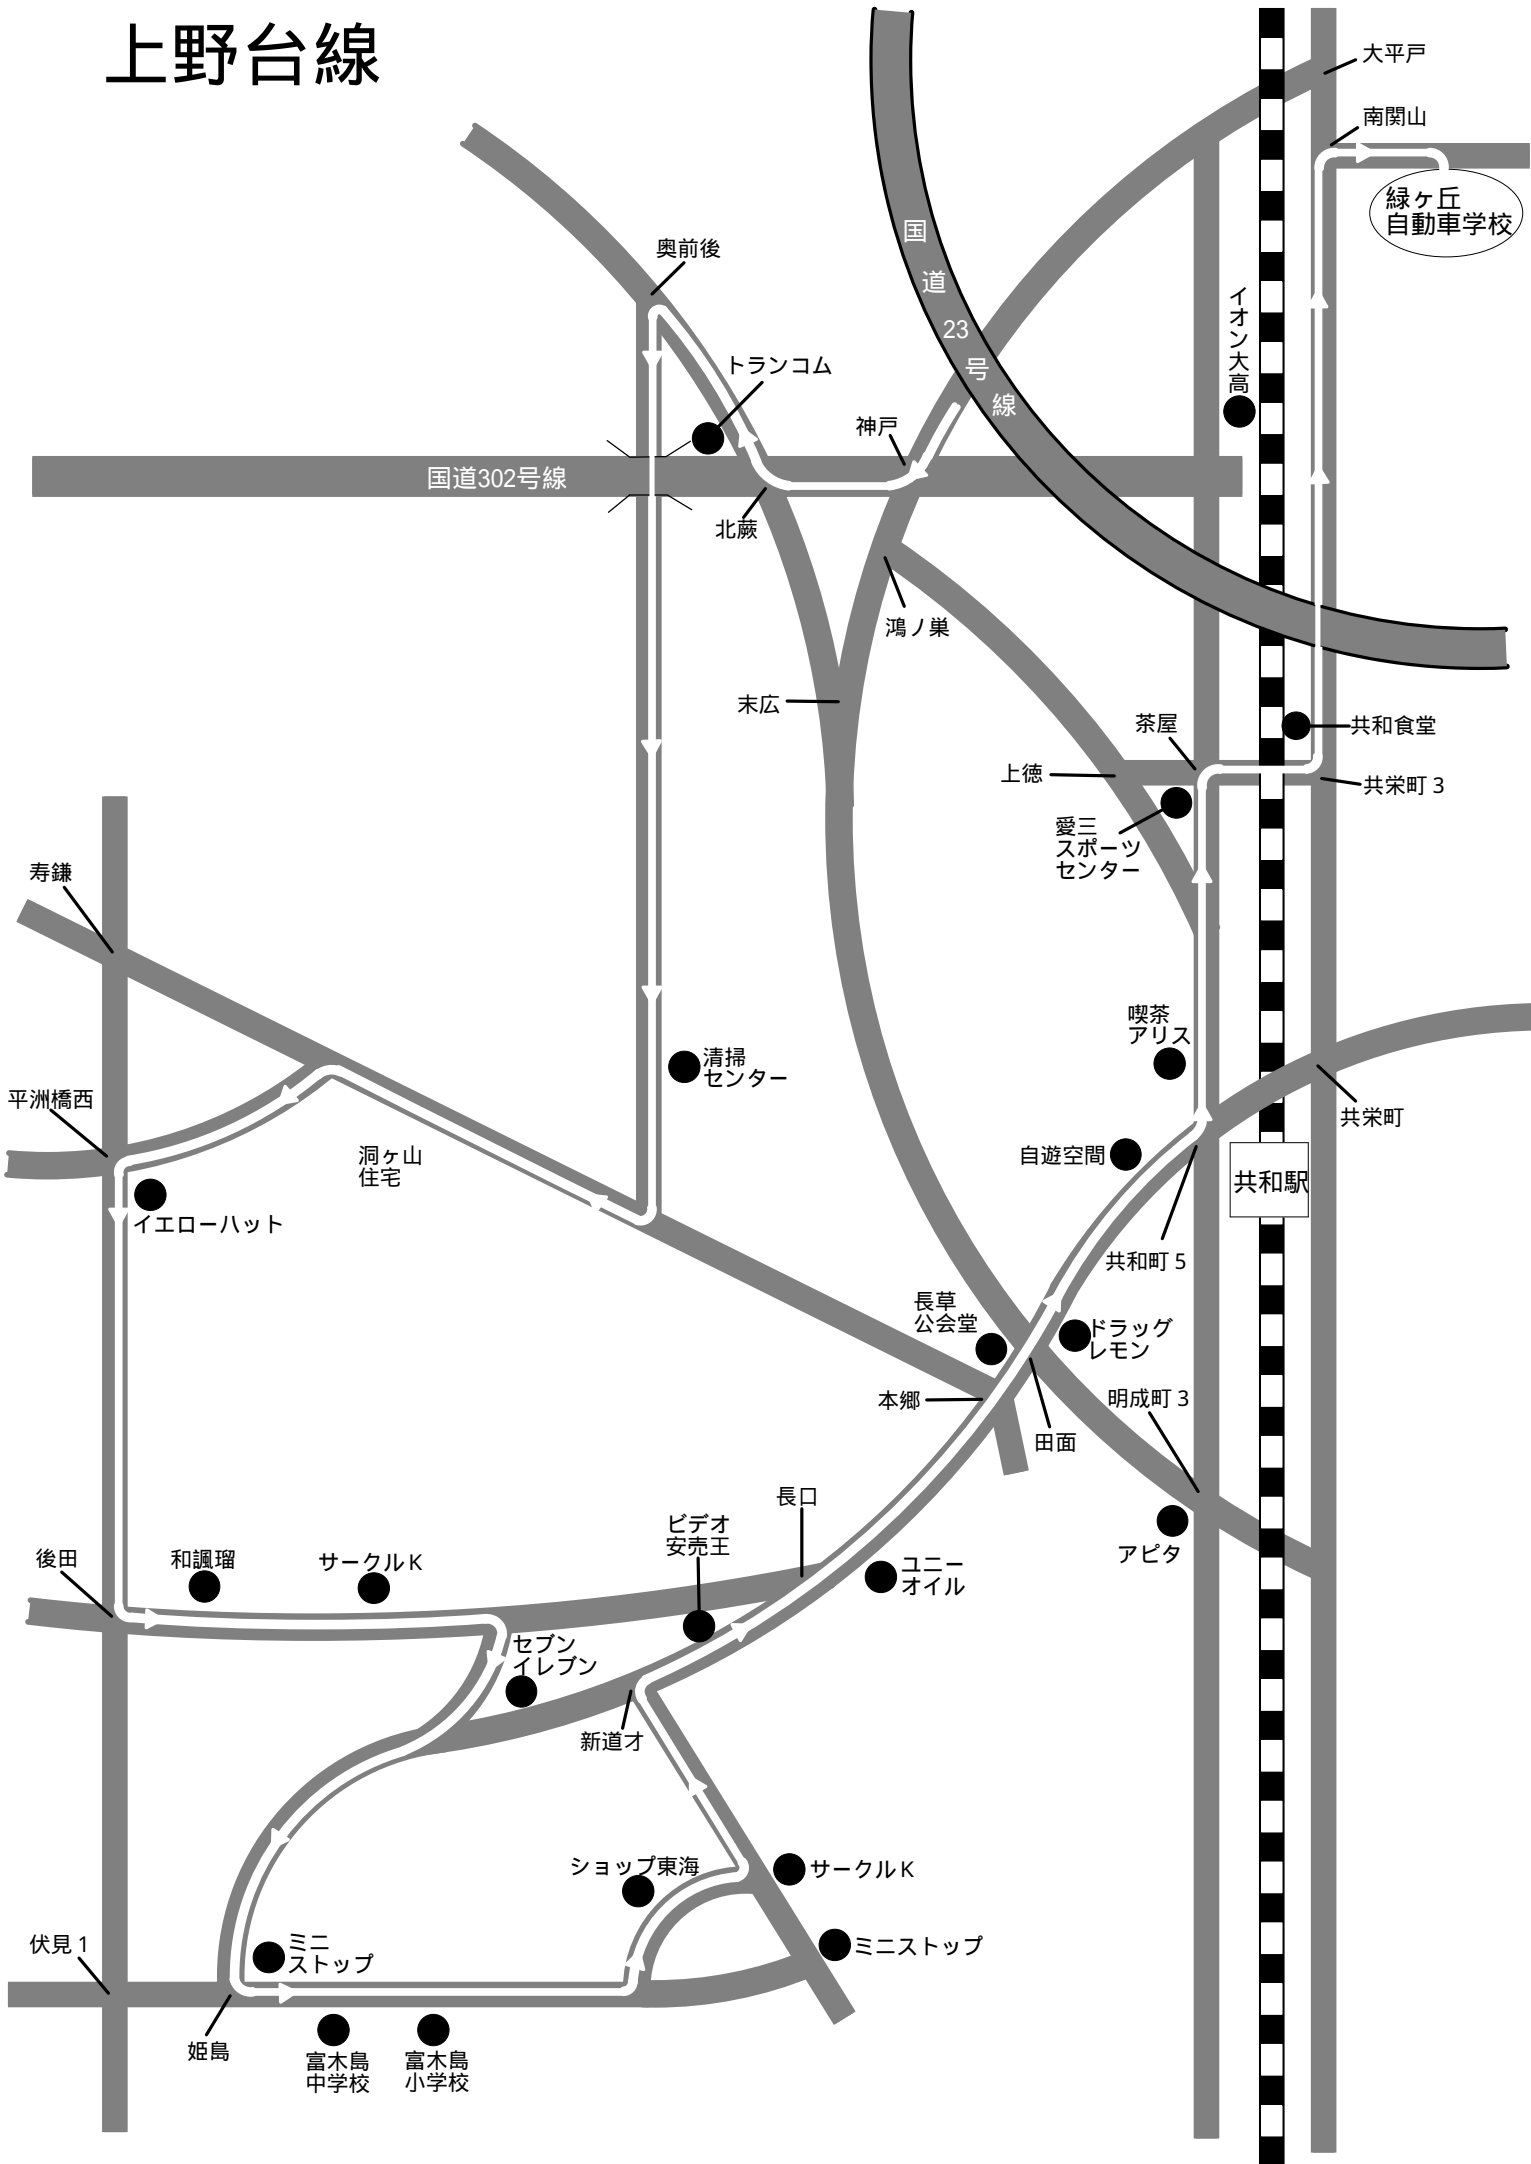 上野台線
大平戸
南関山
緑ヶ丘
自動車学校
国道23号線
奥前後
イオン大高
トランコム
神戸
国道302号線
北蕨
鴻ノ巣
末広
茶屋
共和食堂
上徳
共栄町3
愛三
スポーツ
センター
寿鎌
喫茶
アリス
清掃
センター
平洲橋西
共栄町
洞ヶ山
住宅
自遊空間
共和駅
イエローハット
共和町5
長草
公会堂
ドラッグ
レモン
本郷
明成町3
田面
長口
ビデオ
安売王
後田
和諷瑠
サークルK
ユニー
オイル
アピタ
セブン
イレブン
新道才
ショップ東海
サークルK
伏見1
ミニ
ストップ
ミニストップ
姫島
富木島
中学校
富木島
小学校